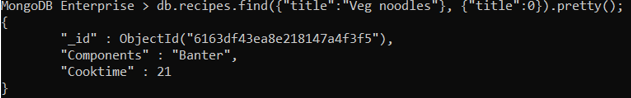 MongoDB Enterprise > db.recipes.find({"title":"Veg noodles"}, {"title":0}).pretty();
{
        "_id" : ObjectId("6163df43ea8e218147a4f3f5"),
        "Components" : "Banter",
        "Cooktime" : 21
}